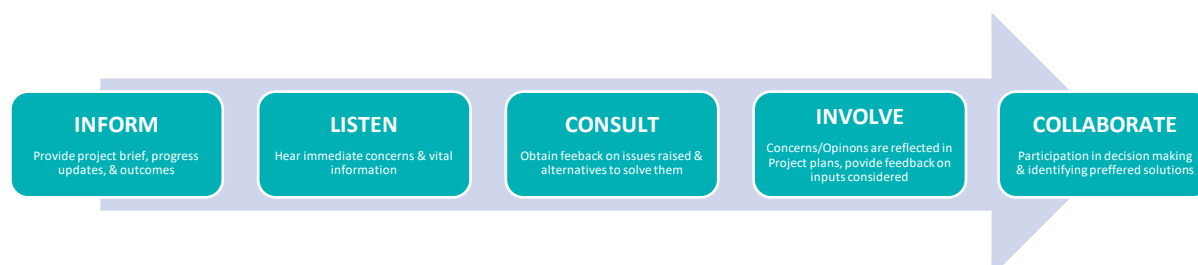 INFORM
Provide project brief, progress
updates, & outcomes
LISTEN
Hear immediate concerns & vital
information
CONSULT
Obtain feeback on issues raised &
alternatives to solve them
INVOLVE
Concerns/Opinons are reflected in
Project plans, povide feedback on
inputs considered
COLLABORATE
Participation in decision making
& identifying preffered solutions